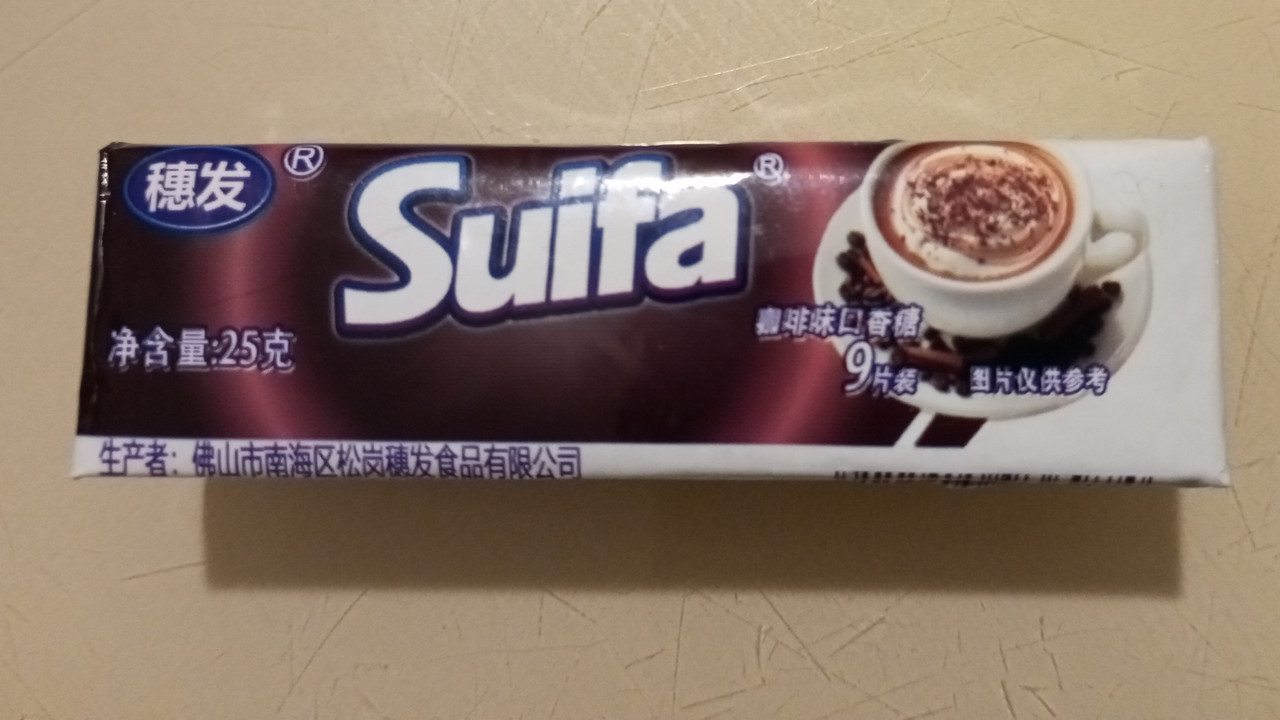 穗发®
Suifa®
净含量:25克
咖啡味口香糖
9片装
图片仅供参考
生产者：佛山市南海区松岗穗发食品有限公司